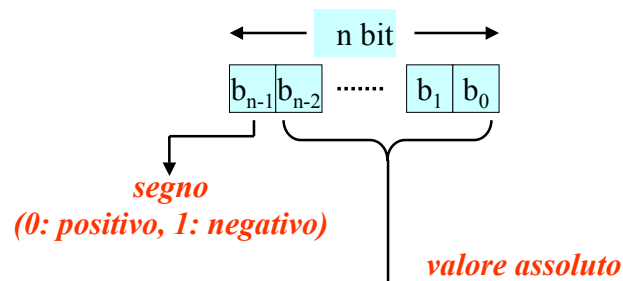 n bit
bₙ₋₁ bₙ₋₂ ........ b₁ b₀
segno
(0: positivo, 1: negativo)
valore assoluto